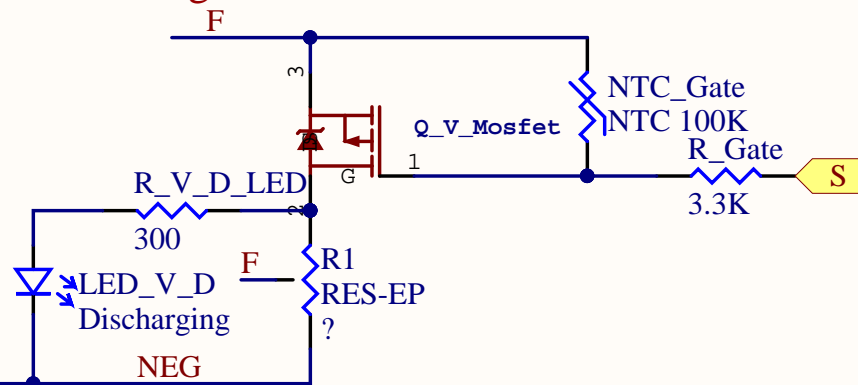 F
3
NTC_Gate
NTC 100K
Q_V_Mosfet
1
R_Gate
S
G
R_V_D_LED
3.3K
2
300
F
R1
RES-EP
?
LED_V_D
Discharging
NEG